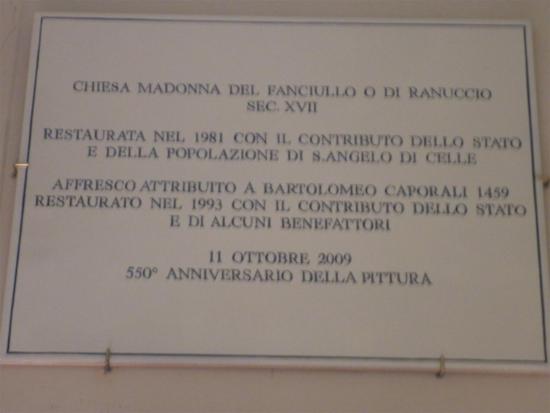 CHIESA MADONNA DEL FANCIULLO O DI RANUCCIO
SEC. XVII
RESTAURATA NEL 1981 CON IL CONTRIBUTO DELLO STATO
E DELLA POPOLAZIONE DI S.ANGELO DI CELLE
AFFRESCO ATTRIBUITO A BARTOLOMEO CAPORALI 1459
RESTAURATO NEL 1993 CON IL CONTRIBUTO DELLO STATO
E DI ALCUNI BENEFATTORI
11 OTTOBRE 2009
550° ANNIVERSARIO DELLA PITTURA